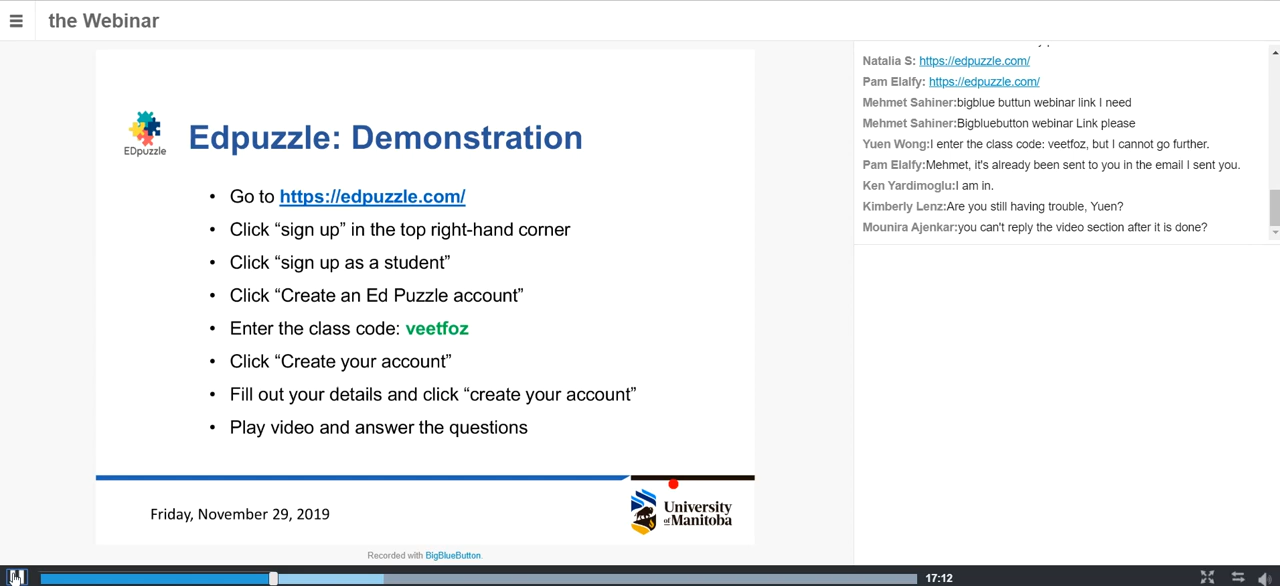 the Webinar
EDpuzzle
Edpuzzle: Demonstration
• Go to https://edpuzzle.com/
• Click “sign up” in the top right-hand corner
• Click “sign up as a student”
• Click “Create an Ed Puzzle account”
• Enter the class code: veetfoz
• Click “Create your account”
• Fill out your details and click “create your account”
• Play video and answer the questions
Friday, November 29, 2019
University
of Manitoba
Recorded with BigBlueButton.
Natalia S: https://edpuzzle.com/
Pam Elalfy: https://edpuzzle.com/
Mehmet Sahiner:bigblue buttun webinar link I need
Mehmet Sahiner:Bigbluebutton webinar Link please
Yuen Wong:I enter the class code: veetfoz, but I cannot go further.
Pam Elalfy:Mehmet, it's already been sent to you in the email I sent you.
Ken Yardimoglu:I am in.
Kimberly Lenz:Are you still having trouble, Yuen?
Mounira Ajenkar:you can't reply the video section after it is done?
17:12